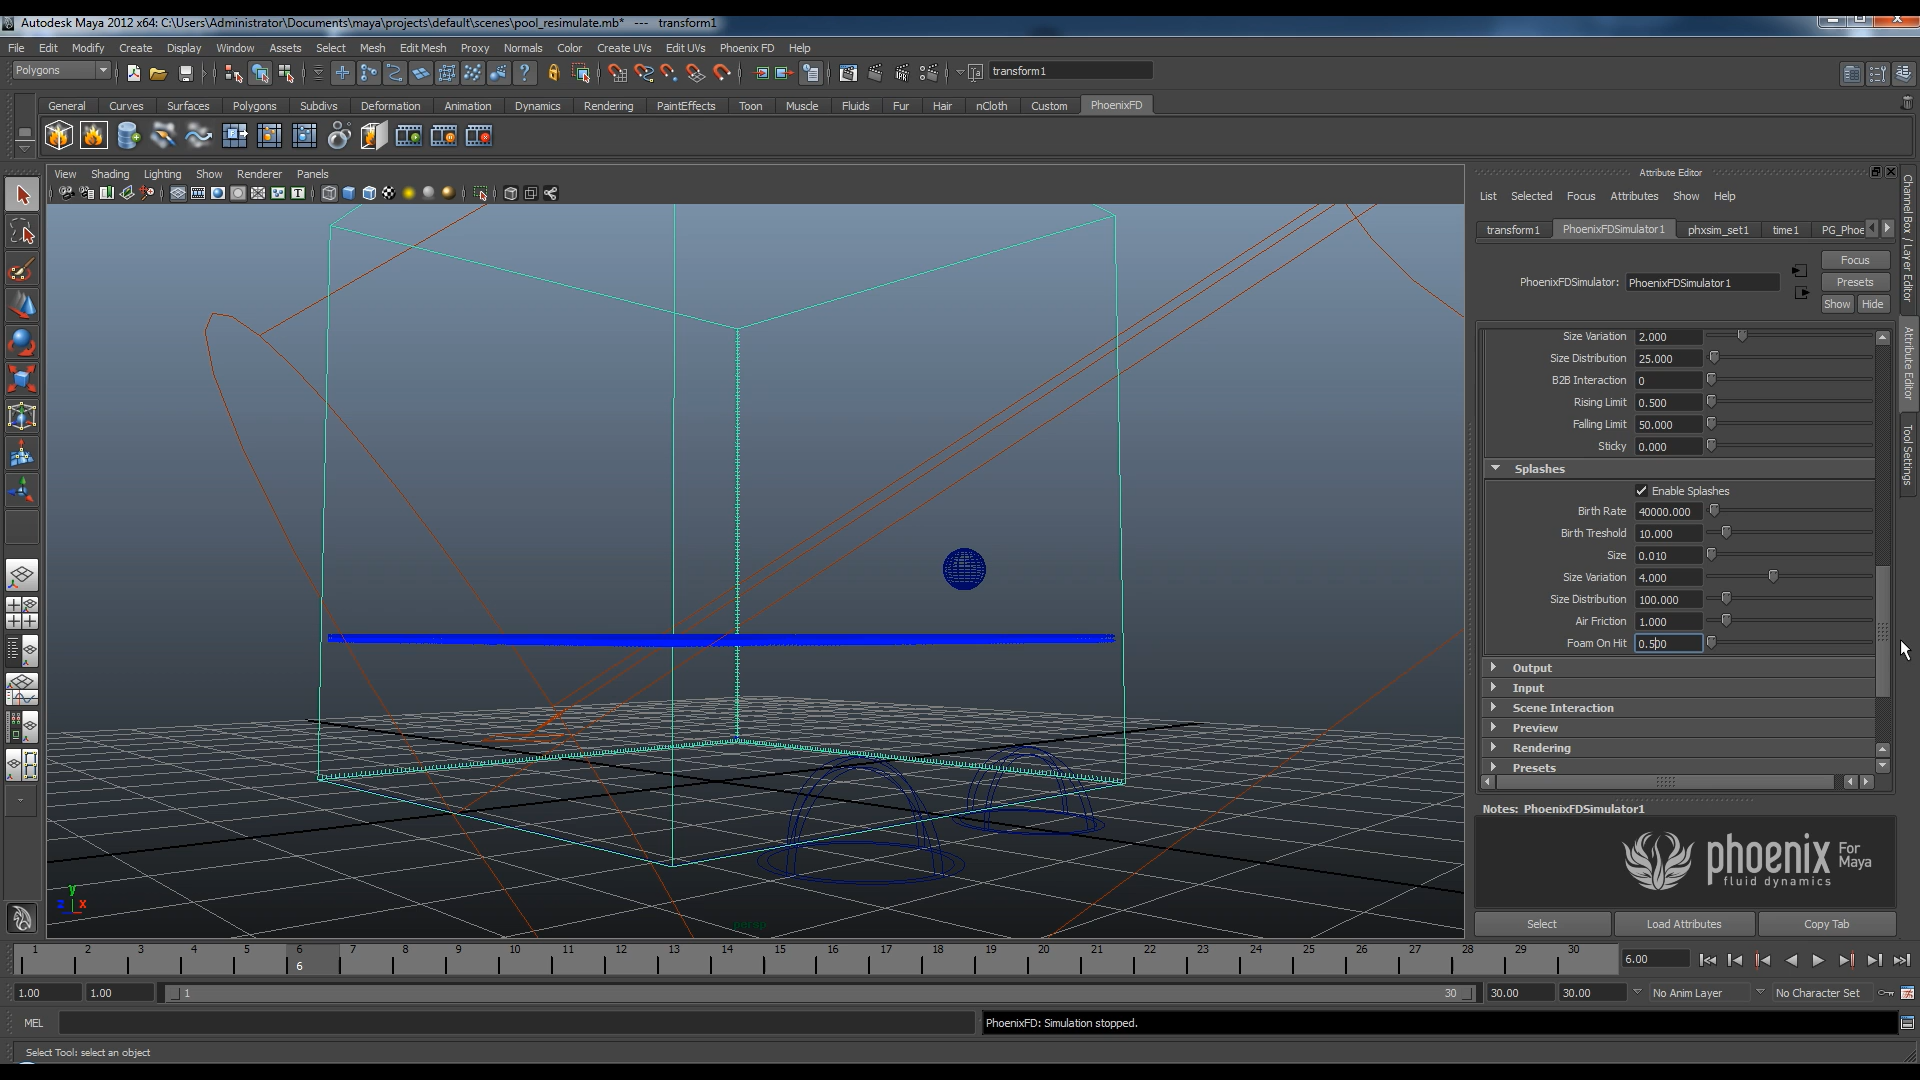 Autodesk Maya 2012 x64: C:\Users\Administrator\Documents\maya\projects\default\scenes\pool_resimulate.mb* --- transform1
File Edit Modify Create Display Window Assets Select Mesh Edit Mesh Proxy Normals Color Create UVs Edit UVs Phoenix FD Help
Polygons
transform1
General Curves Surfaces Polygons Subdivs Deformation Animation Dynamics Rendering PaintEffects Toon Muscle Fluids Fur Hair nCloth Custom PhoenixFD
View Shading Lighting Show Renderer Panels
Attribute Editor
List Selected Focus Attributes Show Help
transform1 PhoenixFDSimulator1 phxsim_set1 time1 PG_Phoe
Focus
PhoenixFDSimulator: PhoenixFDSimulator1
Presets
Show Hide
Size Variation 2.000
Size Distribution 25.000
B2B Interaction 0
Rising Limit 0.500
Falling Limit 50.000
Sticky 0.000
Splashes
Enable Splashes
Birth Rate 40000.000
Birth Treshold 10.000
Size 0.010
Size Variation 4.000
Size Distribution 100.000
Air Friction 1.000
Foam On Hit 0.500
Output
Input
Scene Interaction
Preview
Rendering
Presets
Notes: PhoenixFDSimulator1
phoenix For Maya
fluid dynamics
Select Load Attributes Copy Tab
Channel Box / Layer Editor
Attribute Editor
Tool Settings
y
z x
persp
1 2 3 4 5 6 7 8 9 10 11 12 13 14 15 16 17 18 19 20 21 22 23 24 25 26 27 28 29 30
6
6.00
1.00 1.00 1 30 30.00 30.00 No Anim Layer No Character Set
MEL
PhoenixFD: Simulation stopped.
Select Tool: select an object